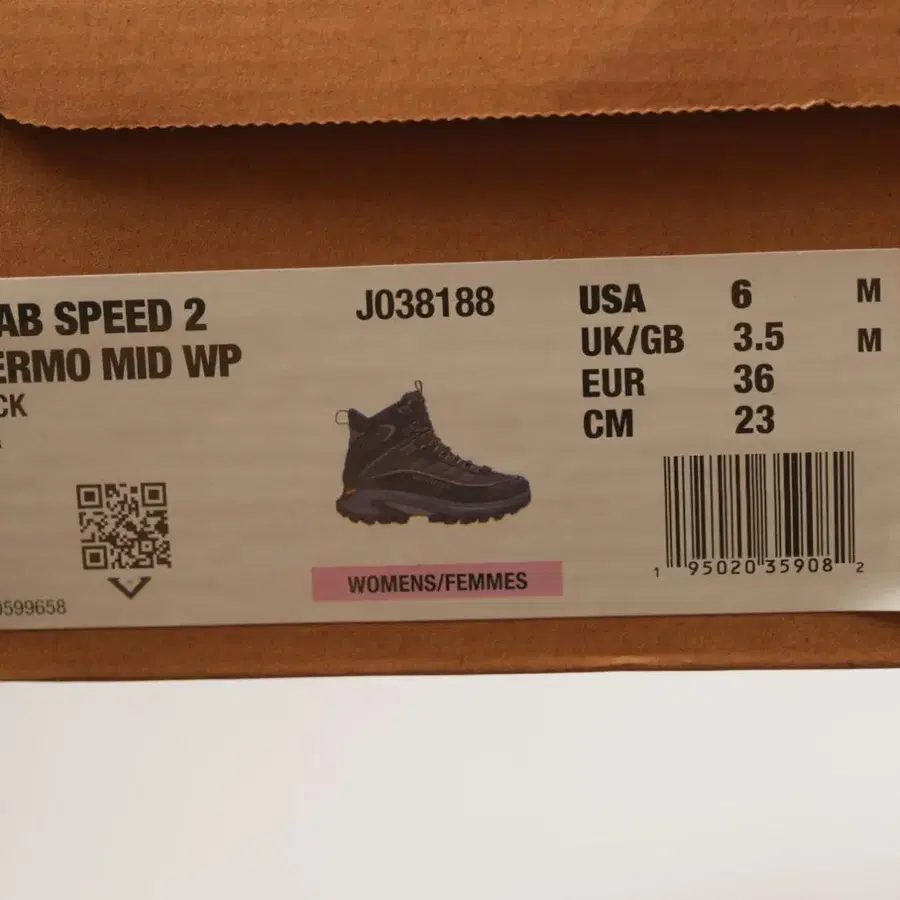 AB SPEED 2
ERMO MID WP
CK
J038188
USA 6 M
UK/GB 3.5 M
EUR 36
CM 23
WOMENS/FEMMES
1 95020 35908 2
0599658